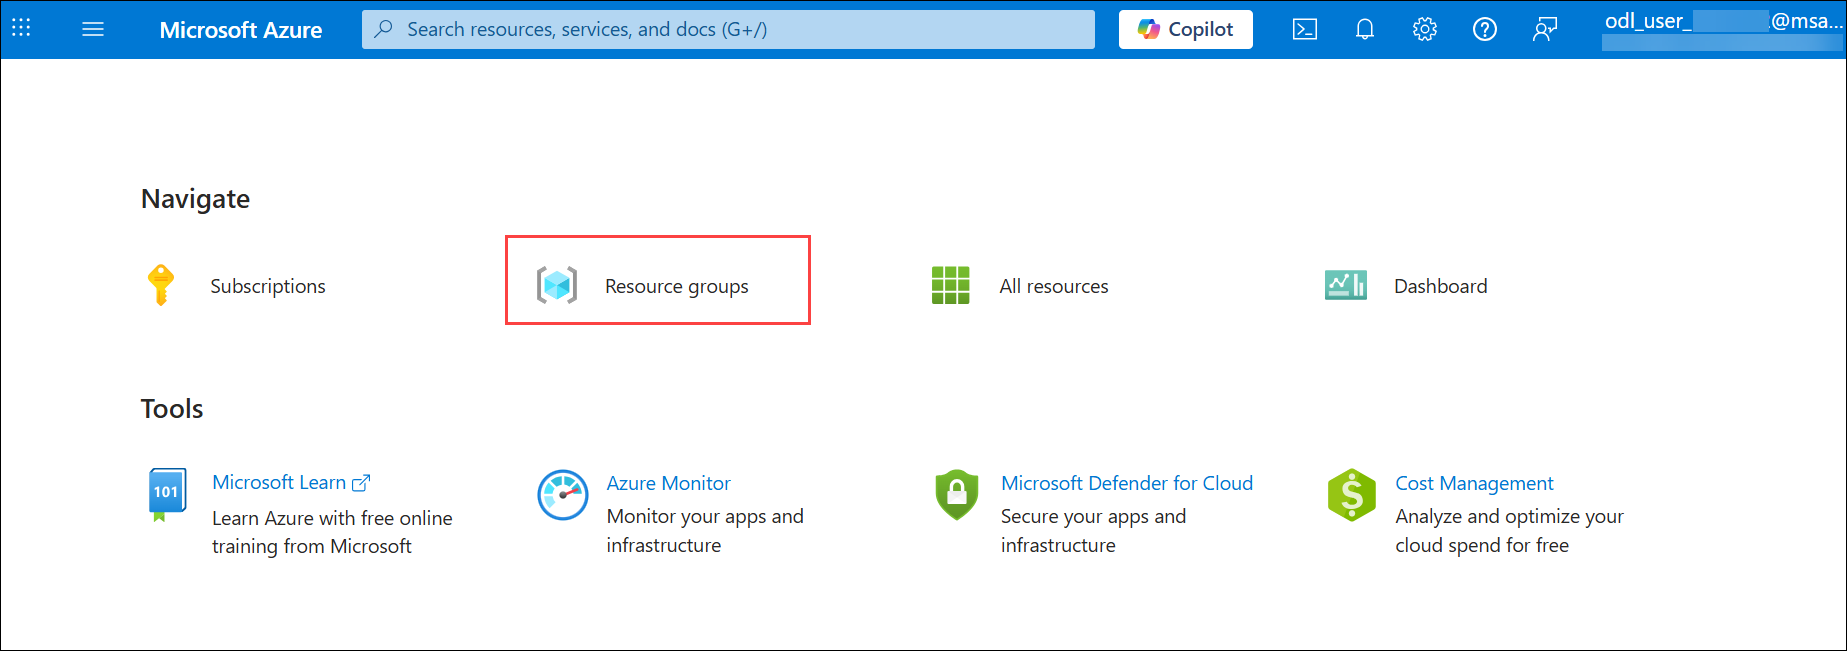 Microsoft Azure
Search resources, services, and docs (G+/)
Copilot
odl_user_ @msa...
Navigate
Subscriptions
Resource groups
All resources
Dashboard
Tools
101
Microsoft Learn
Learn Azure with free online
training from Microsoft
Azure Monitor
Monitor your apps and
infrastructure
Microsoft Defender for Cloud
Secure your apps and
infrastructure
$
Cost Management
Analyze and optimize your
cloud spend for free